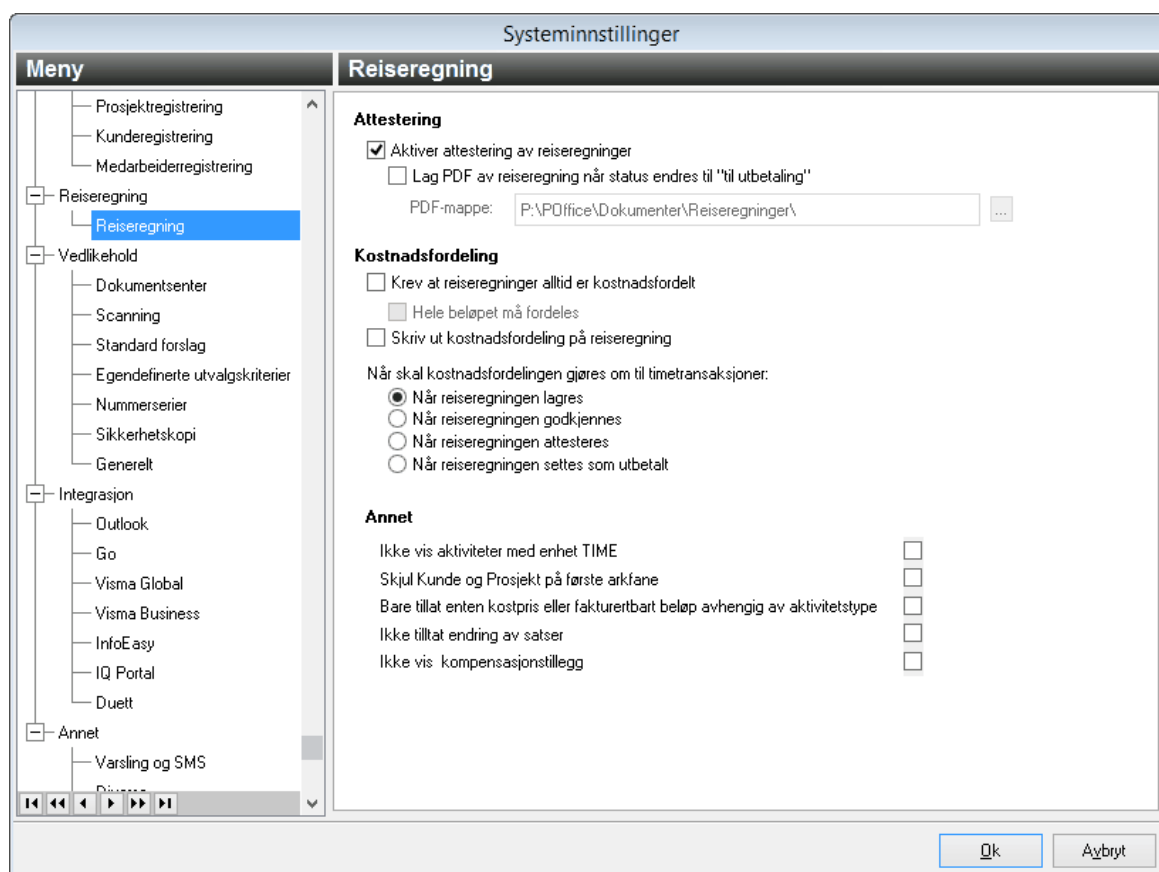 Systeminnstillinger
Meny
Prosjektregistrering
Kunderegistrering
Medarbeiderregistrering
Reiseregning
Reiseregning
Vedlikehold
Dokumentsenter
Scanning
Standard forslag
Egendefinerte utvalgskriterier
Nummerserier
Sikkerhetskopi
Generelt
Integrasjon
Outlook
Go
Visma Global
Visma Business
InfoEasy
IQ Portal
Duett
Annet
Varsling og SMS
Reiseregning
Attestering
Aktiver attestering av reiseregninger
Lag PDF av reiseregning når status endres til "til utbetaling"
PDF-mappe: P:\POffice\Dokumenter\Reiseregninger\ ...
Kostnadsfordeling
Krev at reiseregninger alltid er kostnadsfordelt
Hele beløpet må fordeles
Skriv ut kostnadsfordeling på reiseregning
Når skal kostnadsfordelingen gjøres om til timetransaksjoner:
Når reiseregningen lagres
Når reiseregningen godkjennes
Når reiseregningen attesteres
Når reiseregningen settes som utbetalt
Annet
Ikke vis aktiviteter med enhet TIME
Skjul Kunde og Prosjekt på første arkfane
Bare tillat enten kostpris eller fakturertbart beløp avhengig av aktivitetstype
Ikke tilltat endring av satser
Ikke vis kompensasjonstillegg
Ok
Avbryt